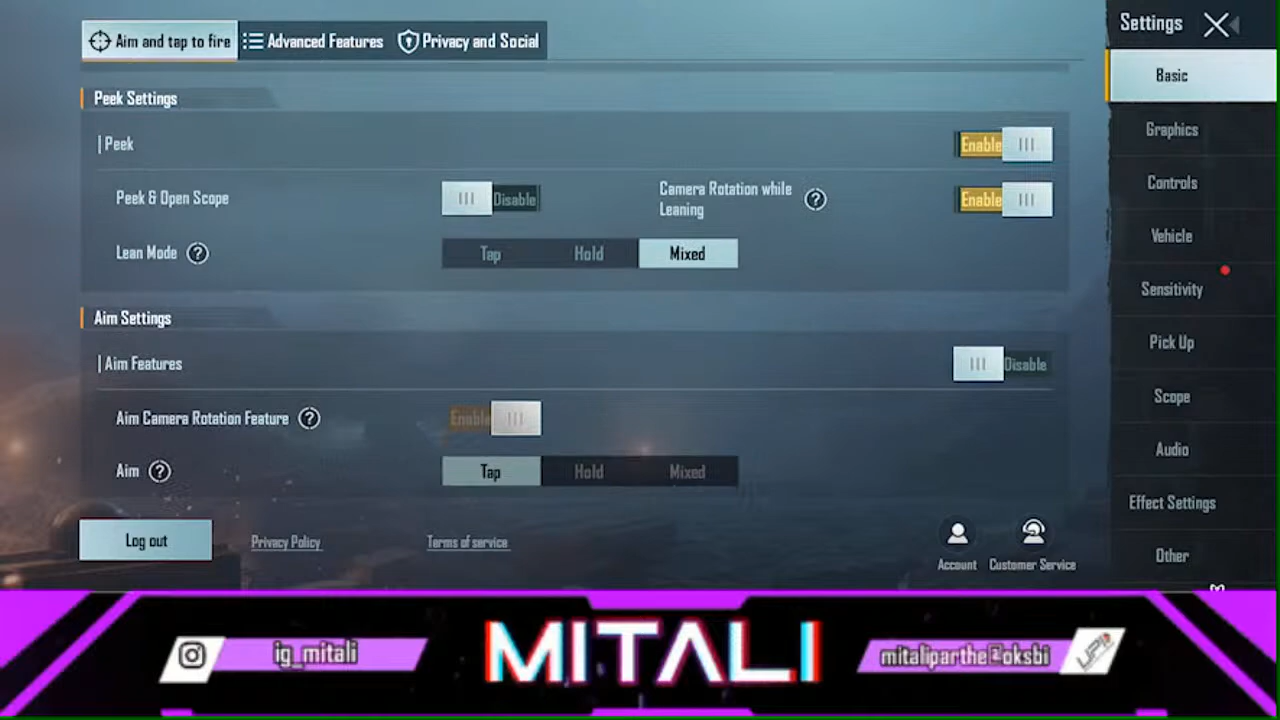 Aim and tap to fire
Advanced Features
Privacy and Social
Settings
Basic
Graphics
Controls
Vehicle
Sensitivity
Pick Up
Scope
Audio
Effect Settings
Other
Peek Settings
Peek
Enable
Peek & Open Scope
Disable
Camera Rotation while
Leaning
Enable
Lean Mode
Tap
Hold
Mixed
Aim Settings
Aim Features
Disable
Aim Camera Rotation Feature
Enable
Aim
Tap
Hold
Mixed
Log out
Privacy Policy
Terms of service
Account
Customer Service
ig_mitali
MITALI
mitaliparthe@oksbi
UPI